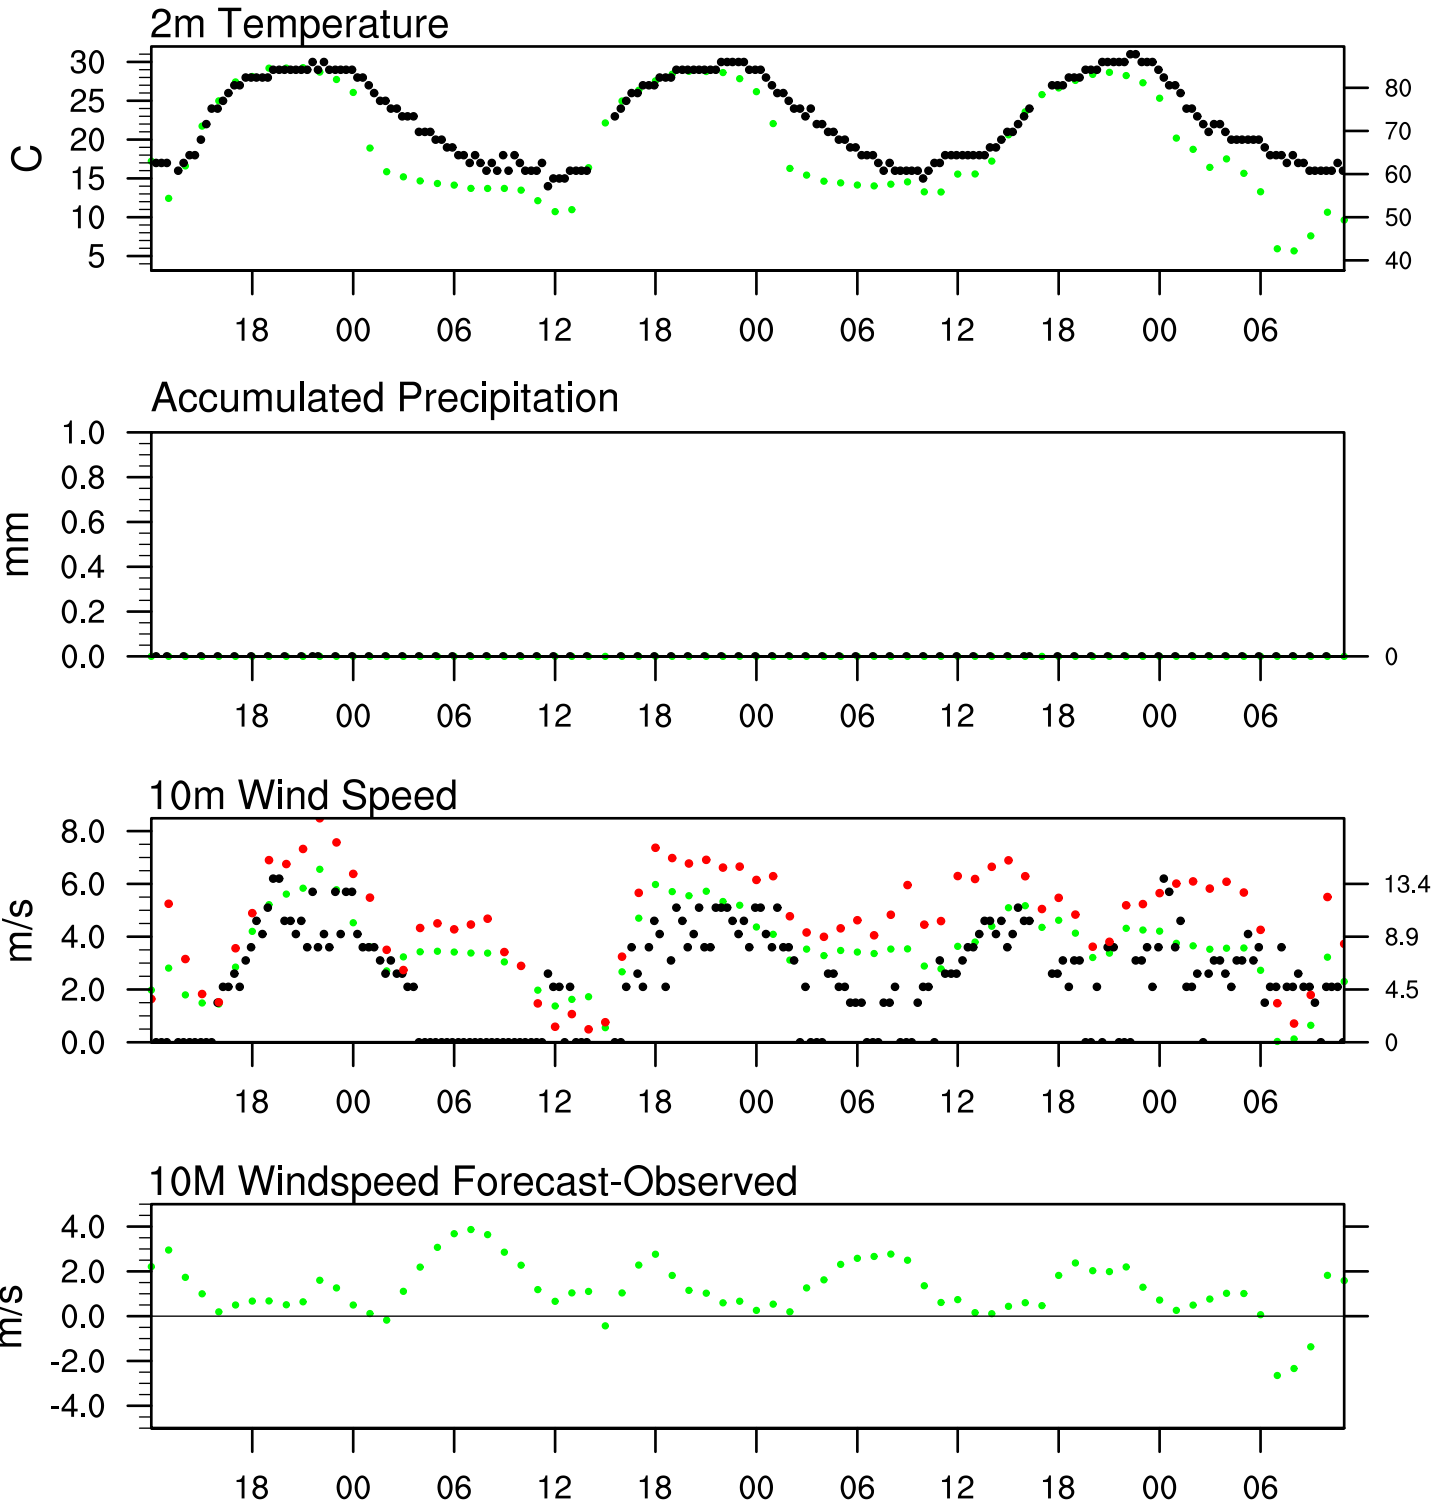 2m Temperature
30
25
20
15
10
5
C
80
70
60
50
40
18 00 06 12 18 00 06 12 18 00 06
Accumulated Precipitation
1.0
0.8
0.6
0.4
0.2
0.0
mm
0
18 00 06 12 18 00 06 12 18 00 06
10m Wind Speed
8.0
6.0
4.0
2.0
0.0
m/s
13.4
8.9
4.5
0
18 00 06 12 18 00 06 12 18 00 06
10M Windspeed Forecast-Observed
4.0
2.0
0.0
-2.0
-4.0
m/s
18 00 06 12 18 00 06 12 18 00 06